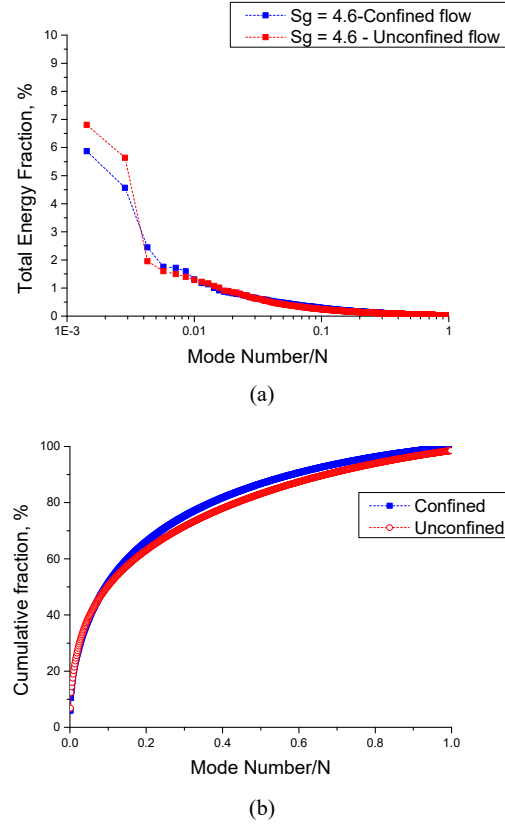 Sg = 4.6-Confined flow
Sg = 4.6 - Unconfined flow
Total Energy Fraction, %
10
9
8
7
6
5
4
3
2
1
0
1E-3
0.01
0.1
1
Mode Number/N
(a)
Cumulative fraction, %
100
80
60
40
20
0
Confined
Unconfined
0.0
0.2
0.4
0.6
0.8
1.0
Mode Number/N
(b)